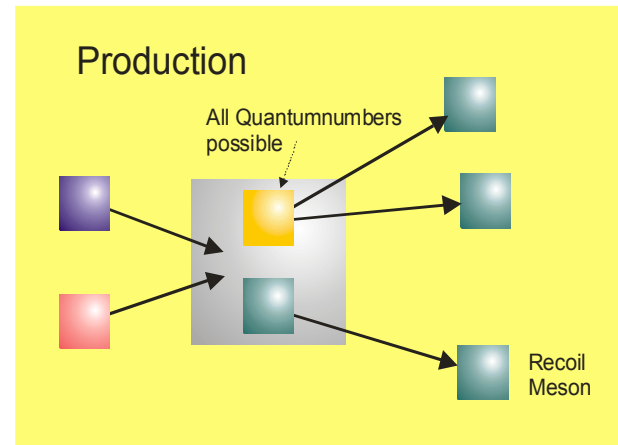 Production
All Quantumnumbers
possible
Recoil
Meson